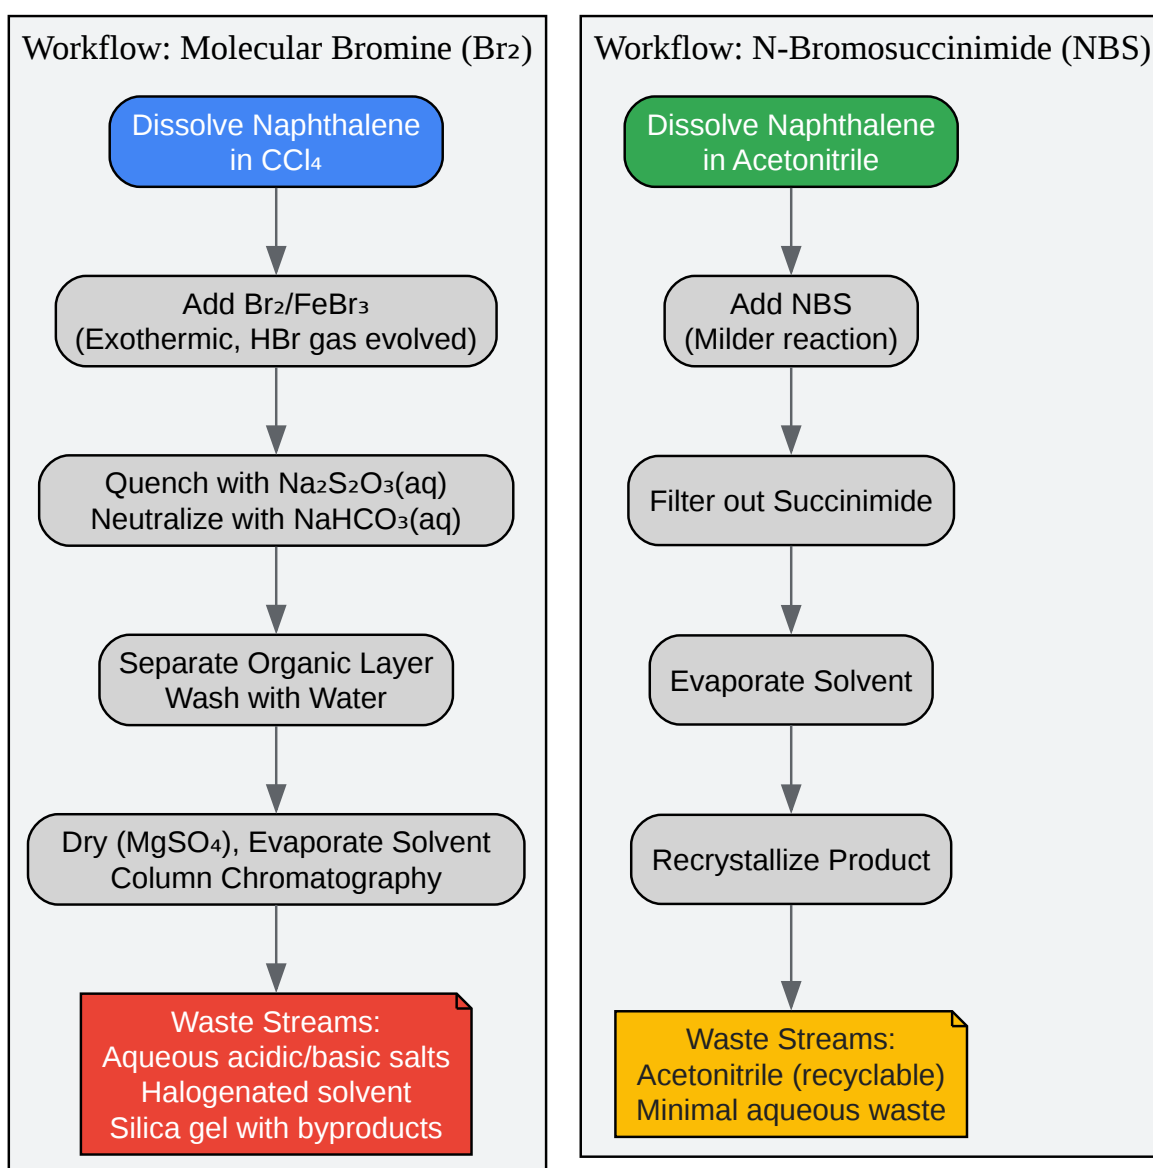 Workflow: Molecular Bromine (Br₂)
Dissolve Naphthalene
in CCl₄
Add Br₂/FeBr₃
(Exothermic, HBr gas evolved)
Quench with Na₂S₂O₃(aq)
Neutralize with NaHCO₃(aq)
Separate Organic Layer
Wash with Water
Dry (MgSO₄), Evaporate Solvent
Column Chromatography
Waste Streams:
Aqueous acidic/basic salts
Halogenated solvent
Silica gel with byproducts
Workflow: N-Bromosuccinimide (NBS)
Dissolve Naphthalene
in Acetonitrile
Add NBS
(Milder reaction)
Filter out Succinimide
Evaporate Solvent
Recrystallize Product
Waste Streams:
Acetonitrile (recyclable)
Minimal aqueous waste